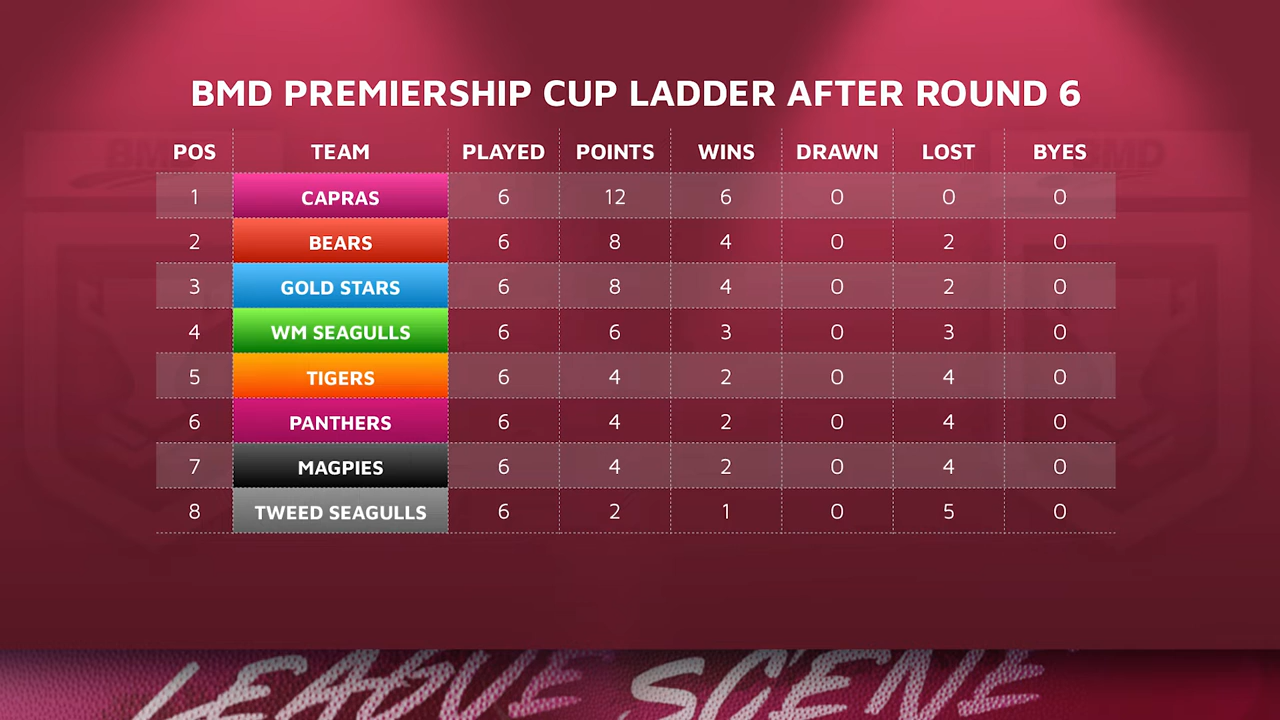 BMD PREMIERSHIP CUP LADDER AFTER ROUND 6
POS TEAM PLAYED POINTS WINS DRAWN LOST BYES
1 CAPRAS 6 12 6 0 0 0
2 BEARS 6 8 4 0 2 0
3 GOLD STARS 6 8 4 0 2 0
4 WM SEAGULLS 6 6 3 0 3 0
5 TIGERS 6 4 2 0 4 0
6 PANTHERS 6 4 2 0 4 0
7 MAGPIES 6 4 2 0 4 0
8 TWEED SEAGULLS 6 2 1 0 5 0
LEAGUE SCENE